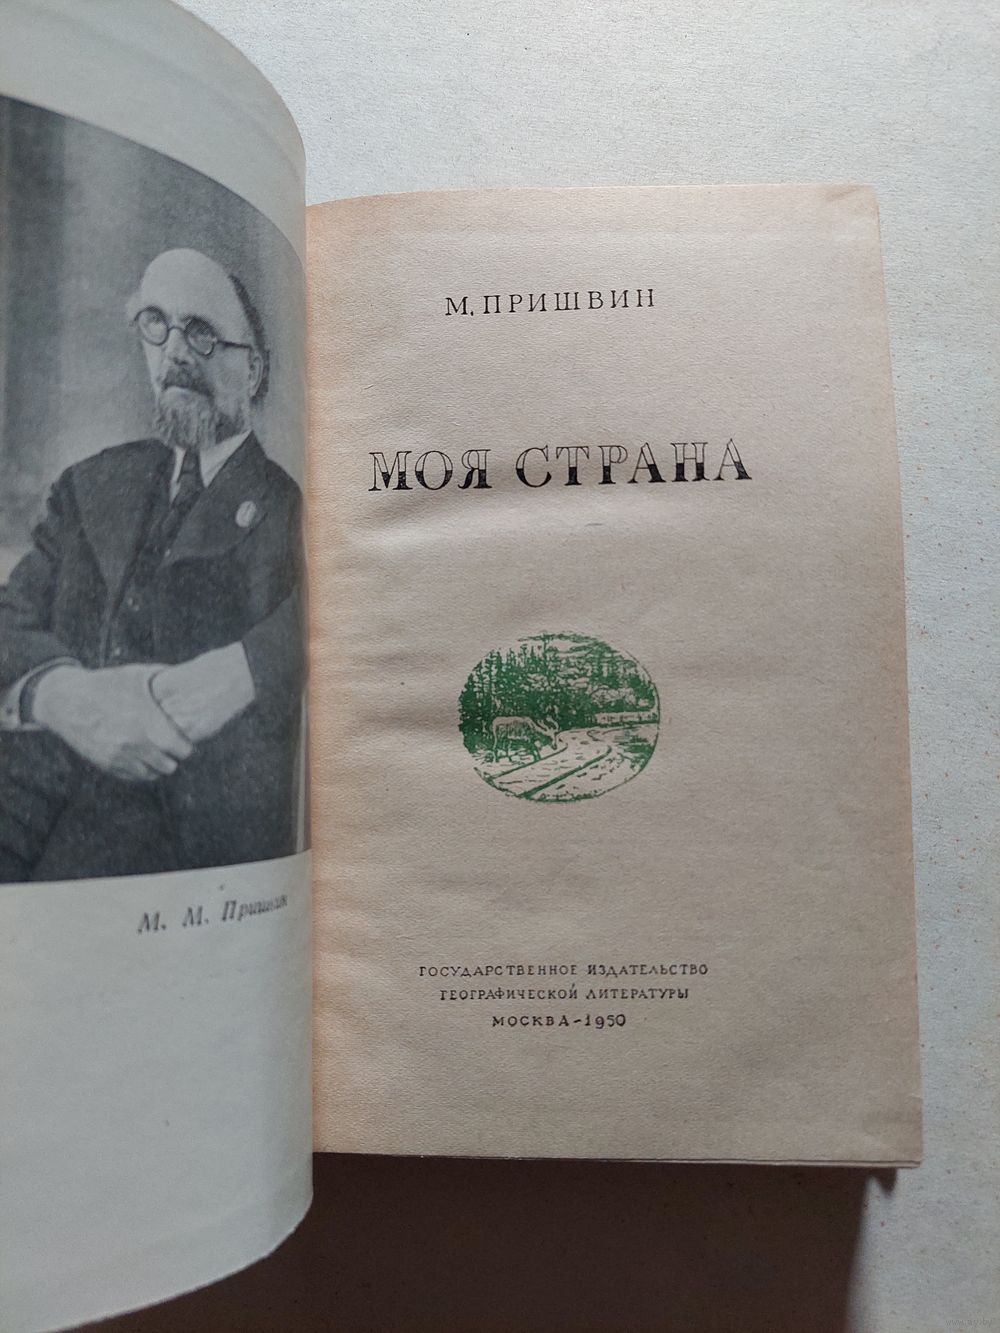 М. М. Пришвин
М. ПРИШВИН
МОЯ СТРАНА
ГОСУДАРСТВЕННОЕ ИЗДАТЕЛЬСТВО
ГЕОГРАФИЧЕСКОЙ ЛИТЕРАТУРЫ
МОСКВА-1950